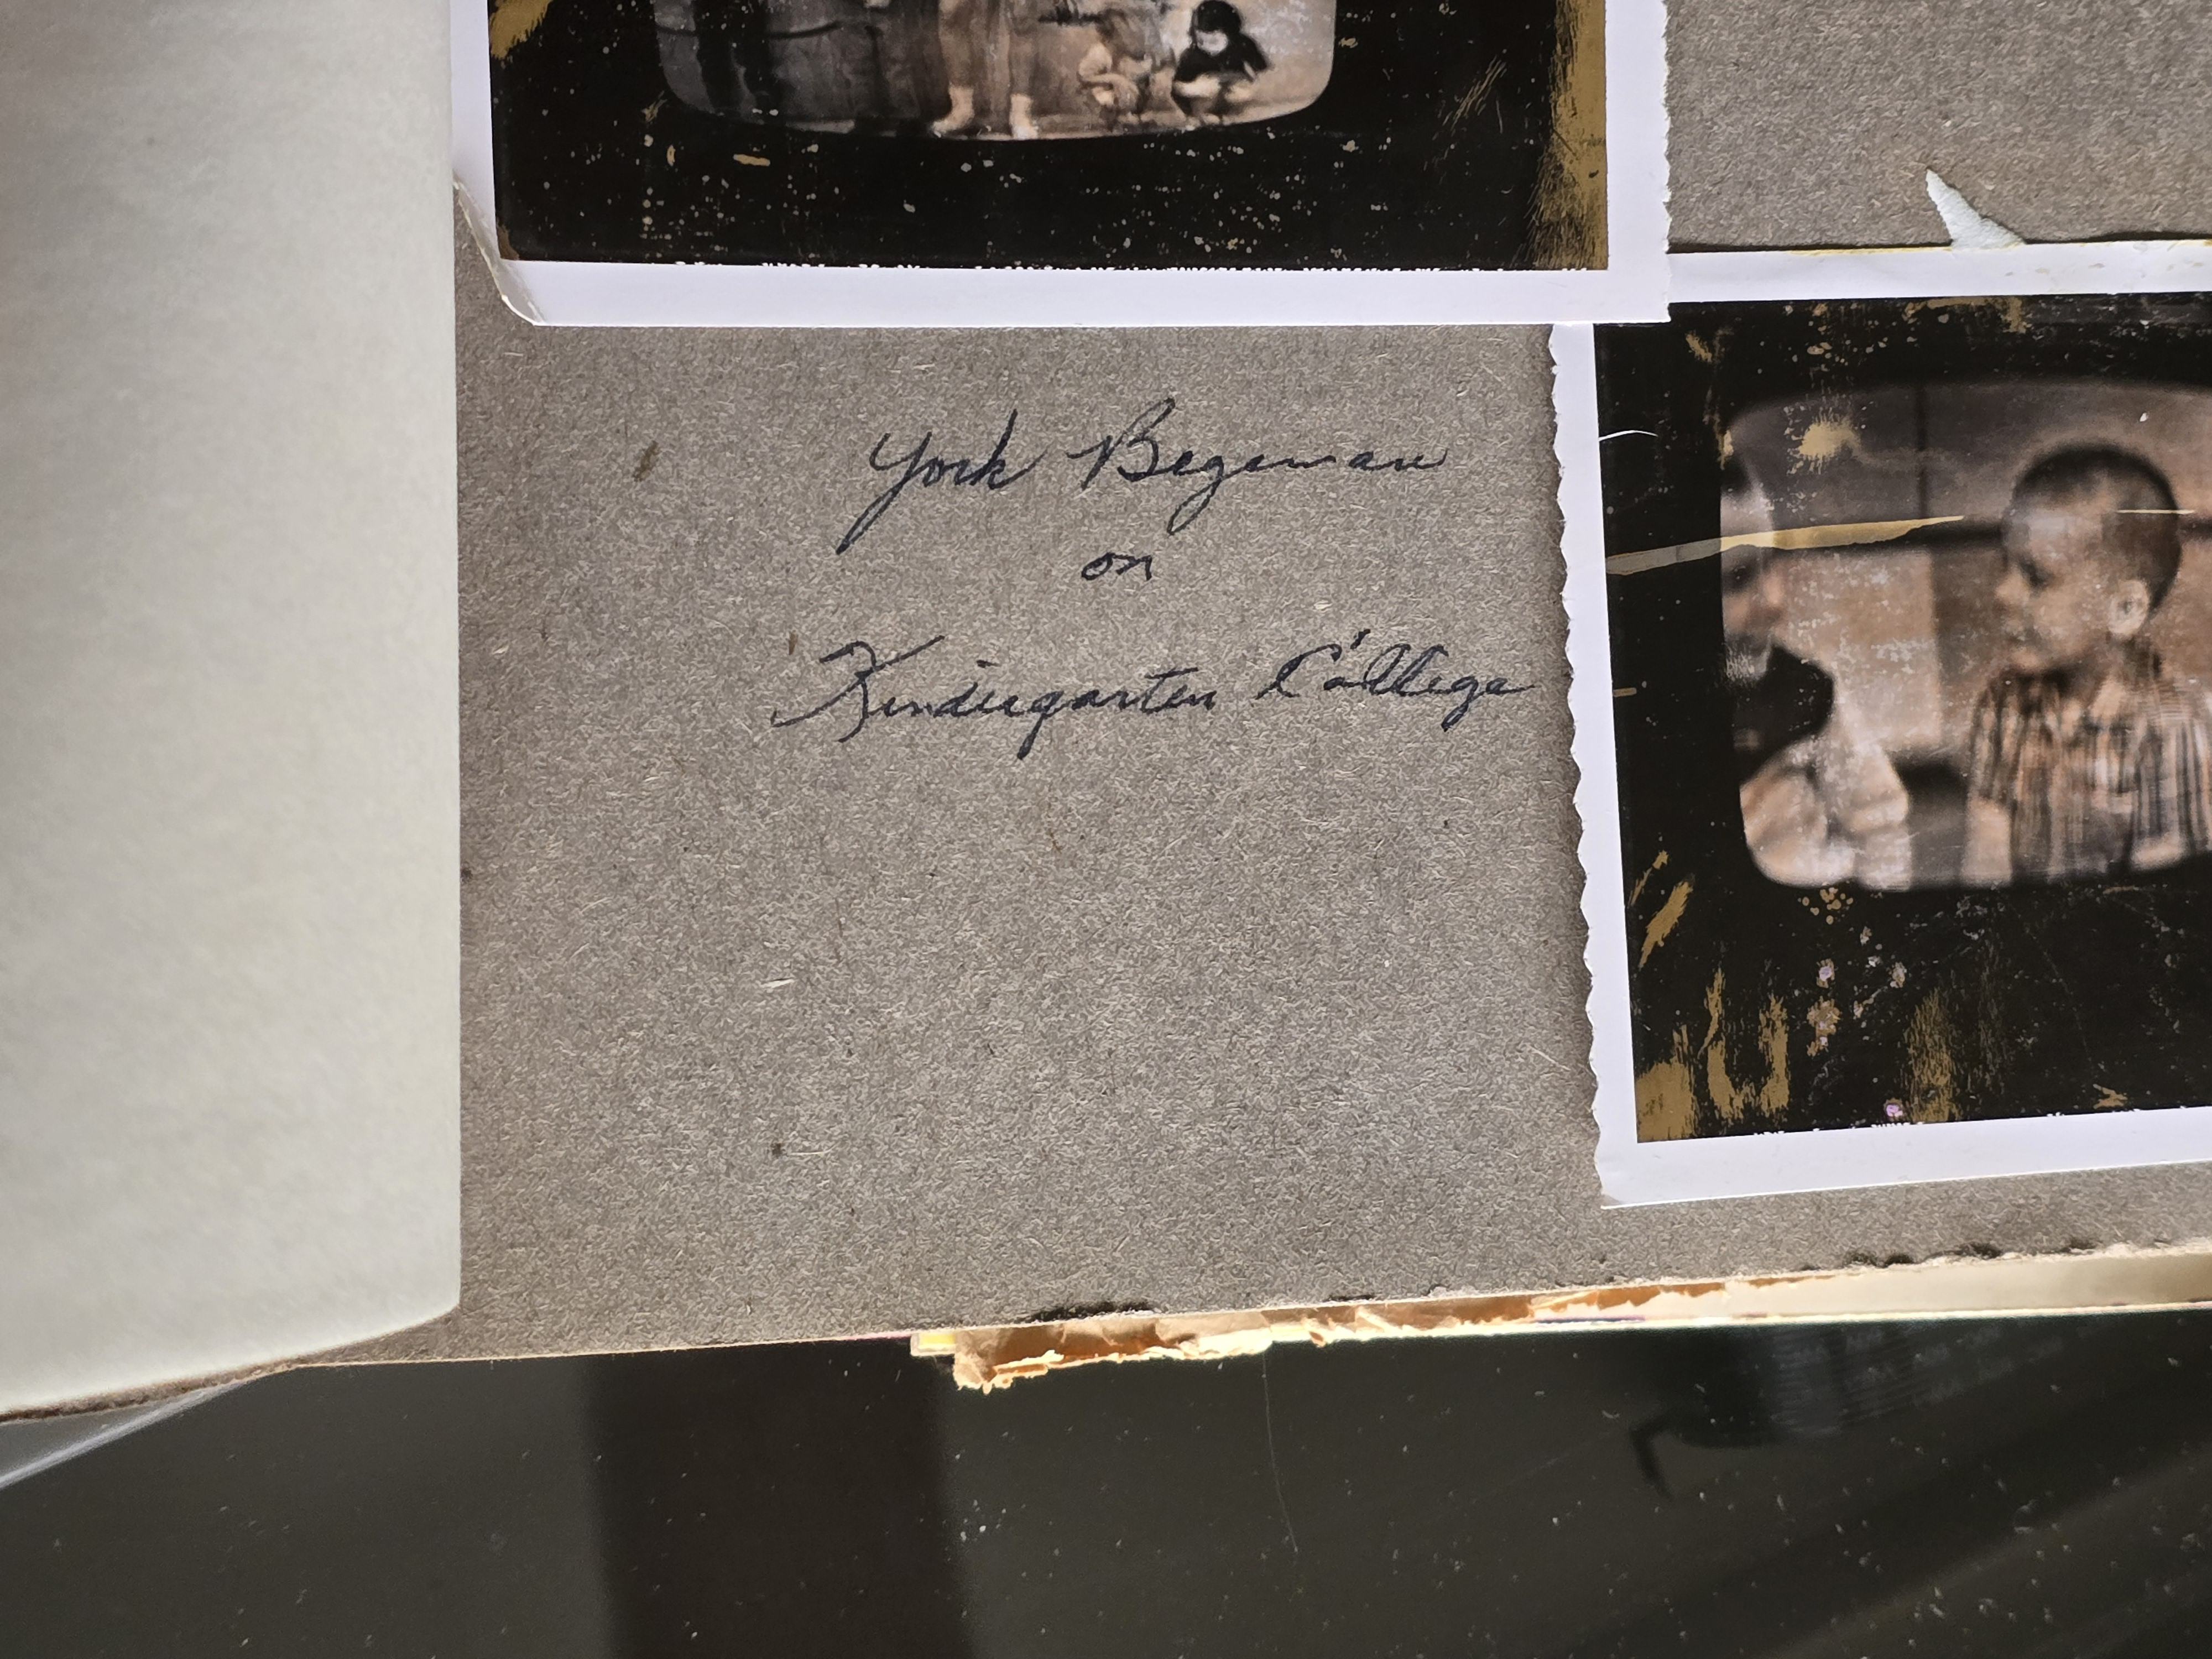 York Begeman
on
Kindergarten College